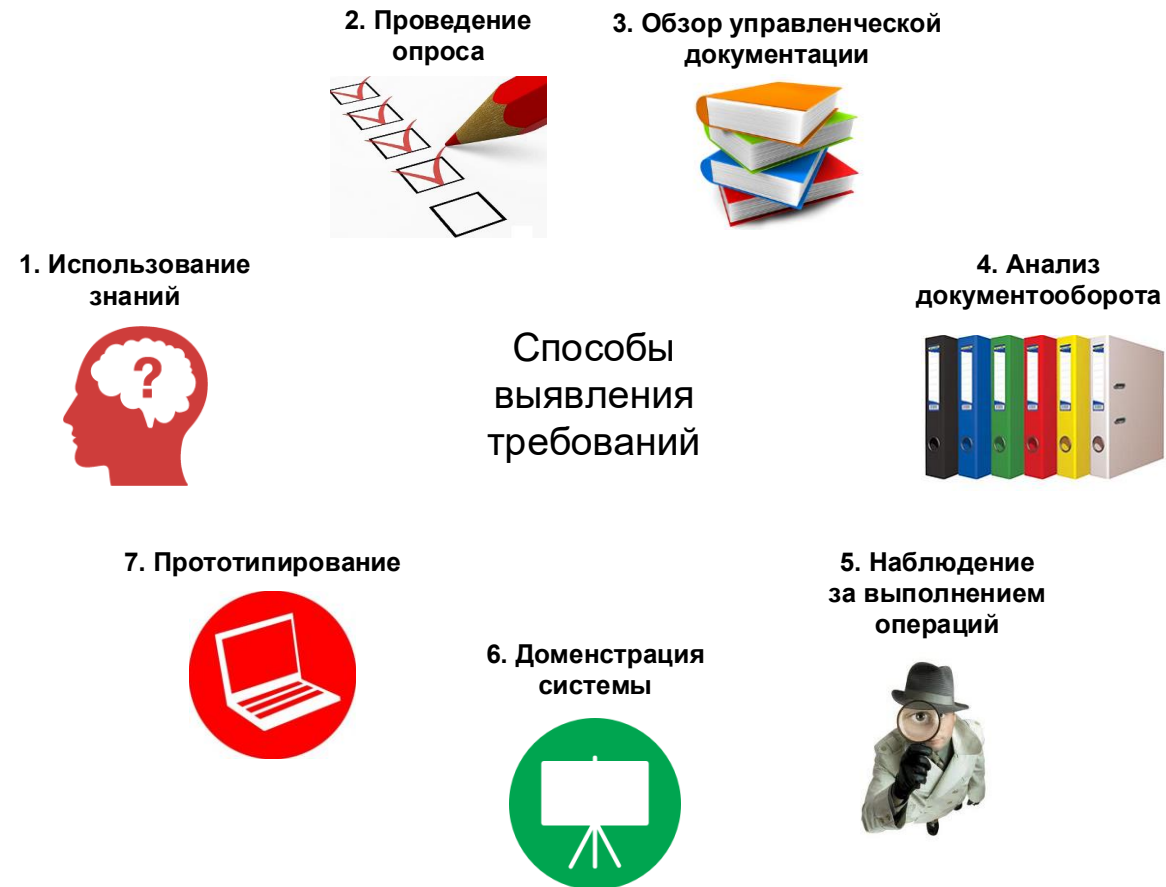 2. Проведение
опроса
3. Обзор управленческой
документации
1. Использование
знаний
4. Анализ
документооборота
Способы
выявления
требований
7. Прототипирование
5. Наблюдение
за выполнением
операций
6. Доменстрация
системы
?